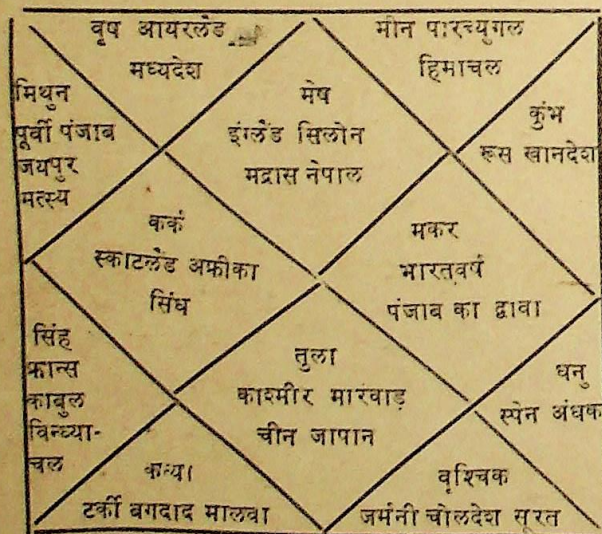 वृष आयरलेंड
मध्यदेश
मीन पारच्युगल
हिमाचल
मिथुन
पूर्वी पंजाब
जयपुर
मत्स्य
मेष
इंग्लेंड सिलोन
मद्रास नेपाल
कुंभ
रूस खानदेश
कर्क
स्काटलेंड अफ्रीका
सिंध
मकर
भारतवर्ष
पंजाब का द्वावा
सिंह
फ्रान्स
काबुल
विन्ध्या-
चल
तुला
काश्मीर मारवाड़
चीन जापान
धनु
स्पेन अंधक
कन्या
टर्की बगदाद मालवा
वृश्चिक
जर्मनी चोलदेश सूरत